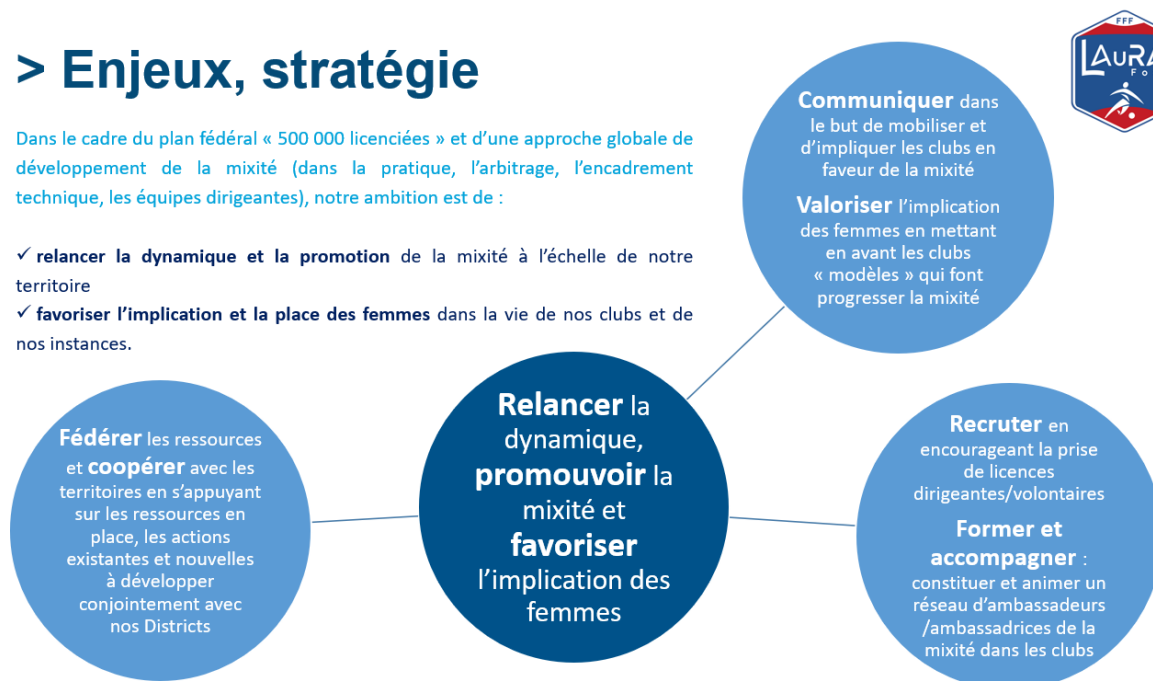 > Enjeux, stratégie
Dans le cadre du plan fédéral « 500 000 licenciées » et d’une approche globale de
développement de la mixité (dans la pratique, l’arbitrage, l’encadrement
technique, les équipes dirigeantes), notre ambition est de :
✓ relancer la dynamique et la promotion de la mixité à l’échelle de notre
territoire
✓ favoriser l’implication et la place des femmes dans la vie de nos clubs et de
nos instances.
FFF
LAuRA
Fo
Communiquer dans
le but de mobiliser et
d’impliquer les clubs en
faveur de la mixité
Valoriser l’implication
des femmes en mettant
en avant les clubs
« modèles » qui font
progresser la mixité
Fédérer les ressources
et coopérer avec les
territoires en s’appuyant
sur les ressources en
place, les actions
existantes et nouvelles
à développer
conjointement avec
nos Districts
Relancer la
dynamique,
promouvoir la
mixité et
favoriser
l’implication des
femmes
Recruter en
encourageant la prise
de licences
dirigeantes/volontaires
Former et
accompagner :
constituer et animer un
réseau d’ambassadeurs
/ambassadrices de la
mixité dans les clubs